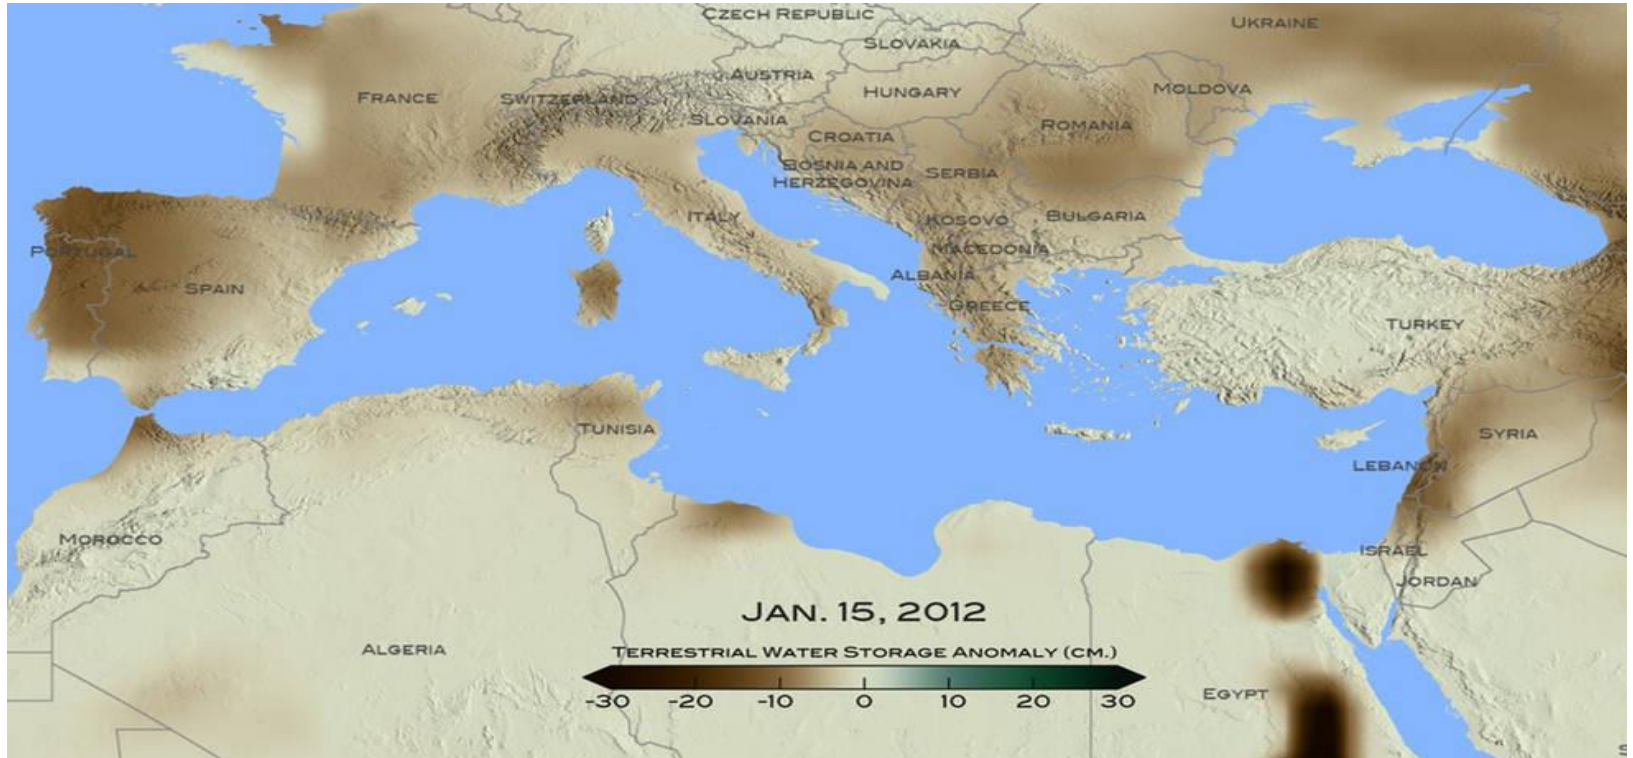 CZECH REPUBLIC
UKRAINE
SLOVAKIA
AUSTRIA
FRANCE
SWITZERLAND
HUNGARY
MOLDOVA
SLOVANIA
CROATIA
ROMANIA
BOSNIA AND
HERZEGOVINA
SERBIA
ITALY
KOSOVO
BULGARIA
PORTUGAL
MACEDONIA
ALBANIA
SPAIN
GREECE
TURKEY
TUNISIA
SYRIA
LEBANON
MOROCCO
ISRAEL
JORDAN
JAN. 15, 2012
ALGERIA
TERRESTRIAL WATER STORAGE ANOMALY (CM.)
-30 -20 -10 0 10 20 30
EGYPT